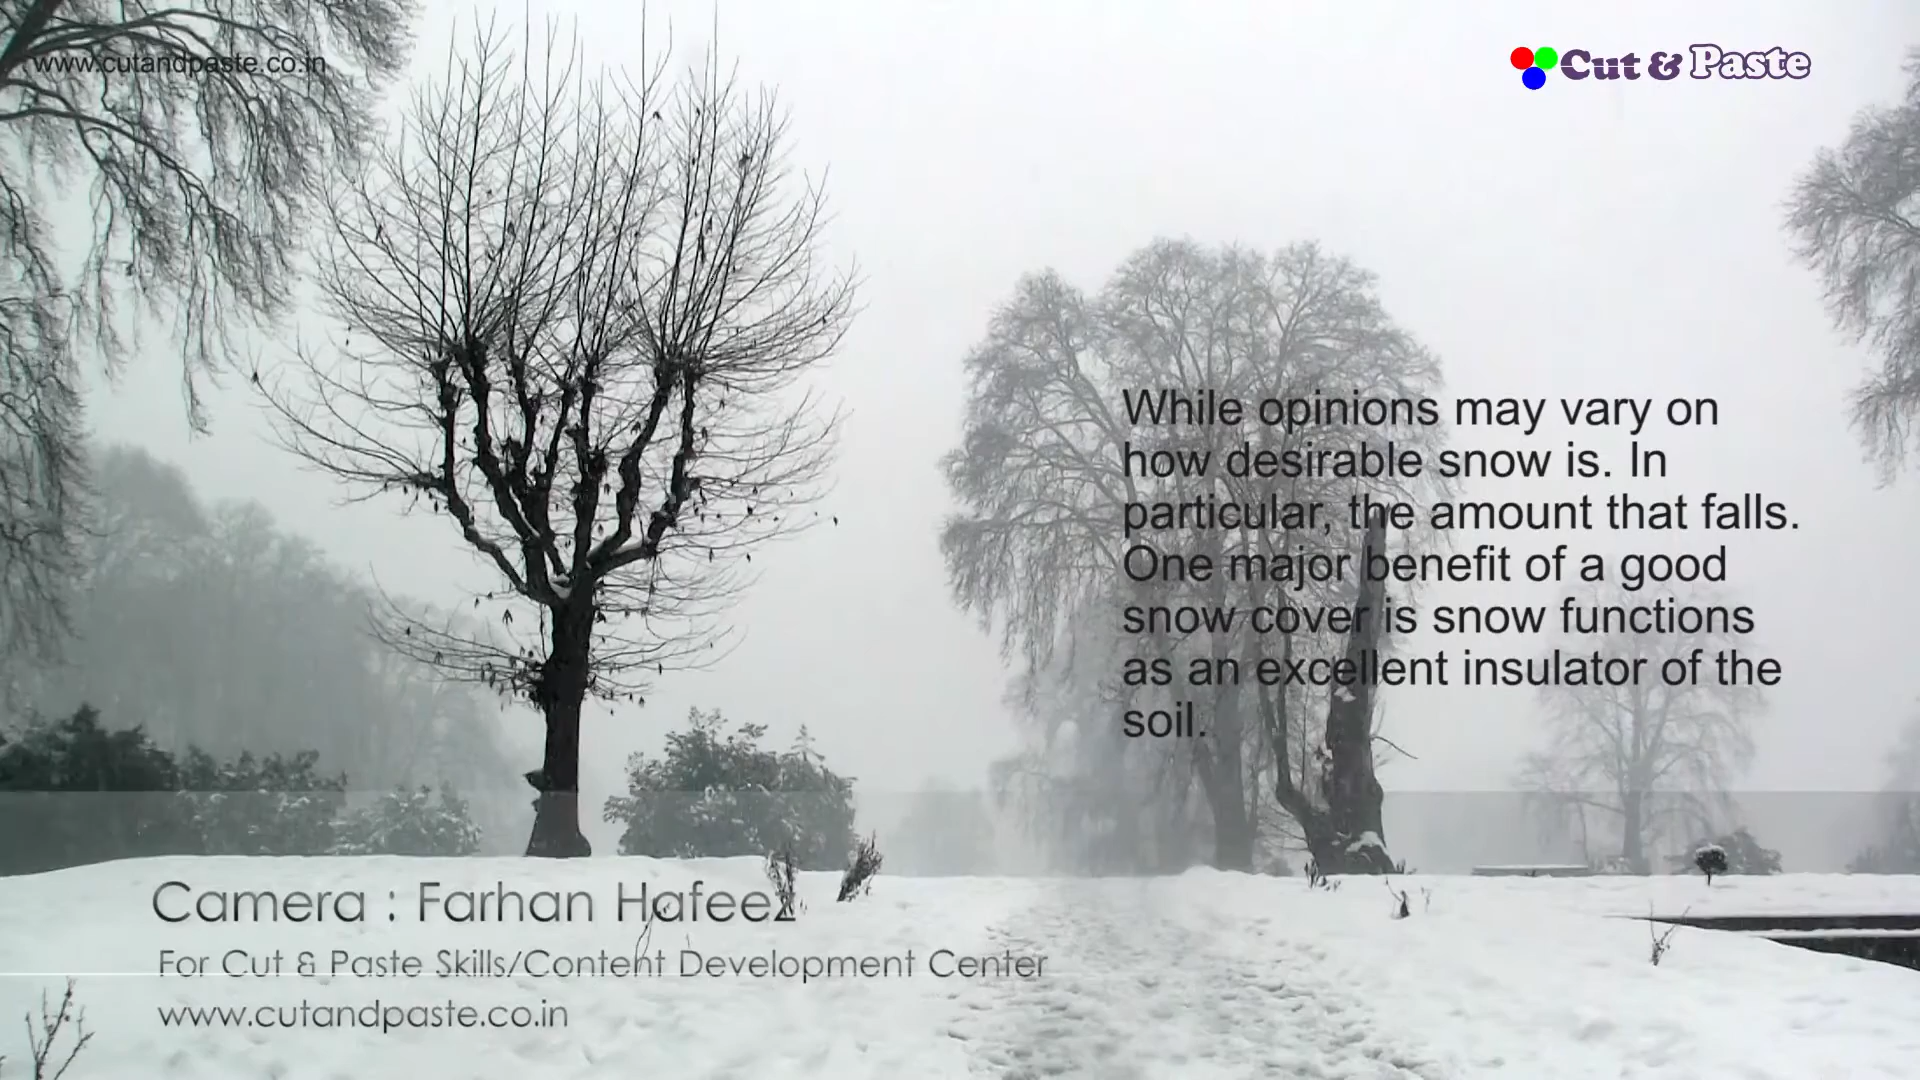 www.cutandpaste.co.in
Cut & Paste
While opinions may vary on
how desirable snow is. In
particular, the amount that falls.
One major benefit of a good
snow cover is snow functions
as an excellent insulator of the
soil.
Camera : Farhan Hafeez
For Cut & Paste Skills/Content Development Center
www.cutandpaste.co.in